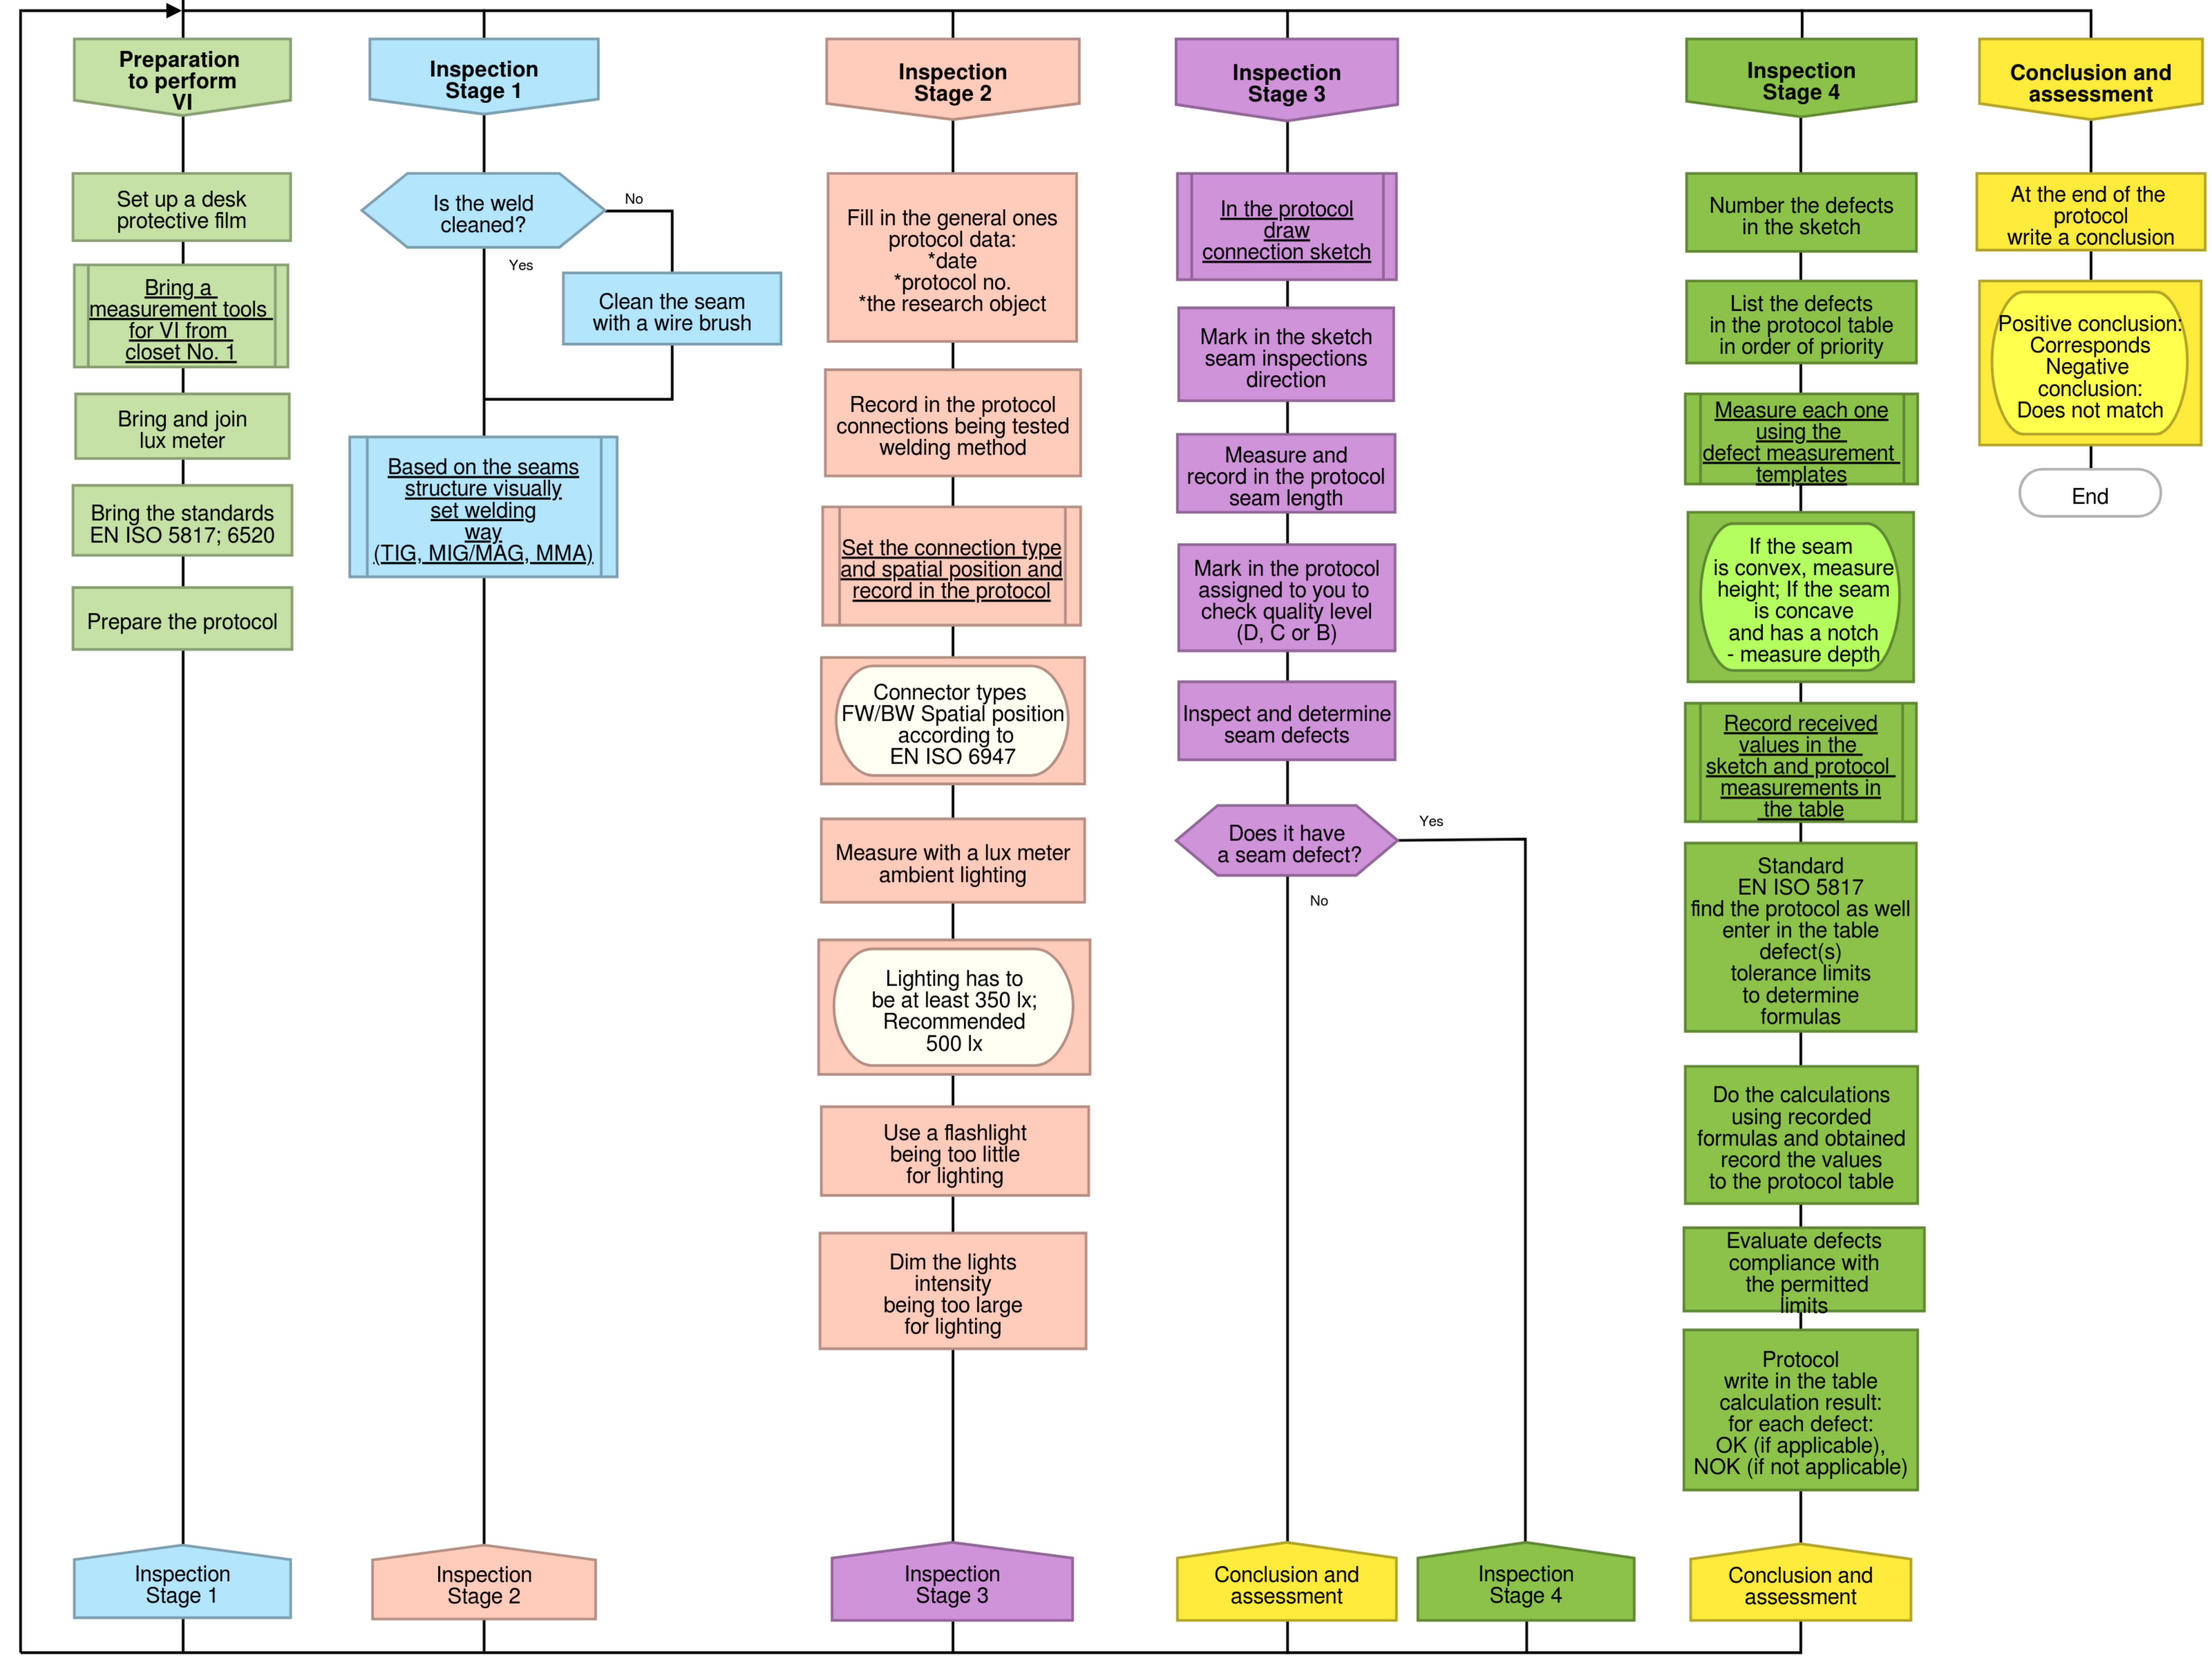 Preparation
to perform
VI
Set up a desk
protective film
Bring a
measurement tools
for VI from
closet No. 1
Bring and join
lux meter
Bring the standards
EN ISO 5817; 6520
Prepare the protocol
Inspection
Stage 1
Inspection
Stage 1
Is the weld
cleaned?
No
Yes
Clean the seam
with a wire brush
Based on the seams
structure visually
set welding
way
(TIG, MIG/MAG, MMA)
Inspection
Stage 2
Inspection
Stage 2
Fill in the general ones
protocol data:
*date
*protocol no.
*the research object
Record in the protocol
connections being tested
welding method
Set the connection type
and spatial position and
record in the protocol
Connector types
FW/BW Spatial position
according to
EN ISO 6947
Measure with a lux meter
ambient lighting
Lighting has to
be at least 350 lx;
Recommended
500 lx
Use a flashlight
being too little
for lighting
Dim the lights
intensity
being too large
for lighting
Inspection
Stage 3
Inspection
Stage 3
In the protocol
draw
connection sketch
Mark in the sketch
seam inspections
direction
Measure and
record in the protocol
seam length
Mark in the protocol
assigned to you to
check quality level
(D, C or B)
Inspect and determine
seam defects
Does it have
a seam defect?
Yes
No
Conclusion and
assessment
Inspection
Stage 4
Inspection
Stage 4
Number the defects
in the sketch
List the defects
in the protocol table
in order of priority
Measure each one
using the
defect measurement
templates
If the seam
is convex, measure
height; If the seam
is concave
and has a notch
- measure depth
Record received
values in the
sketch and protocol
measurements in
the table
Standard
EN ISO 5817
find the protocol as well
enter in the table
defect(s)
tolerance limits
to determine
formulas
Do the calculations
using recorded
formulas and obtained
record the values
to the protocol table
Evaluate defects
compliance with
the permitted
limits
Protocol
write in the table
calculation result:
for each defect:
OK (if applicable),
NOK (if not applicable)
Conclusion and
assessment
Conclusion and
assessment
At the end of the
protocol
write a conclusion
Positive conclusion:
Corresponds
Negative
conclusion:
Does not match
End